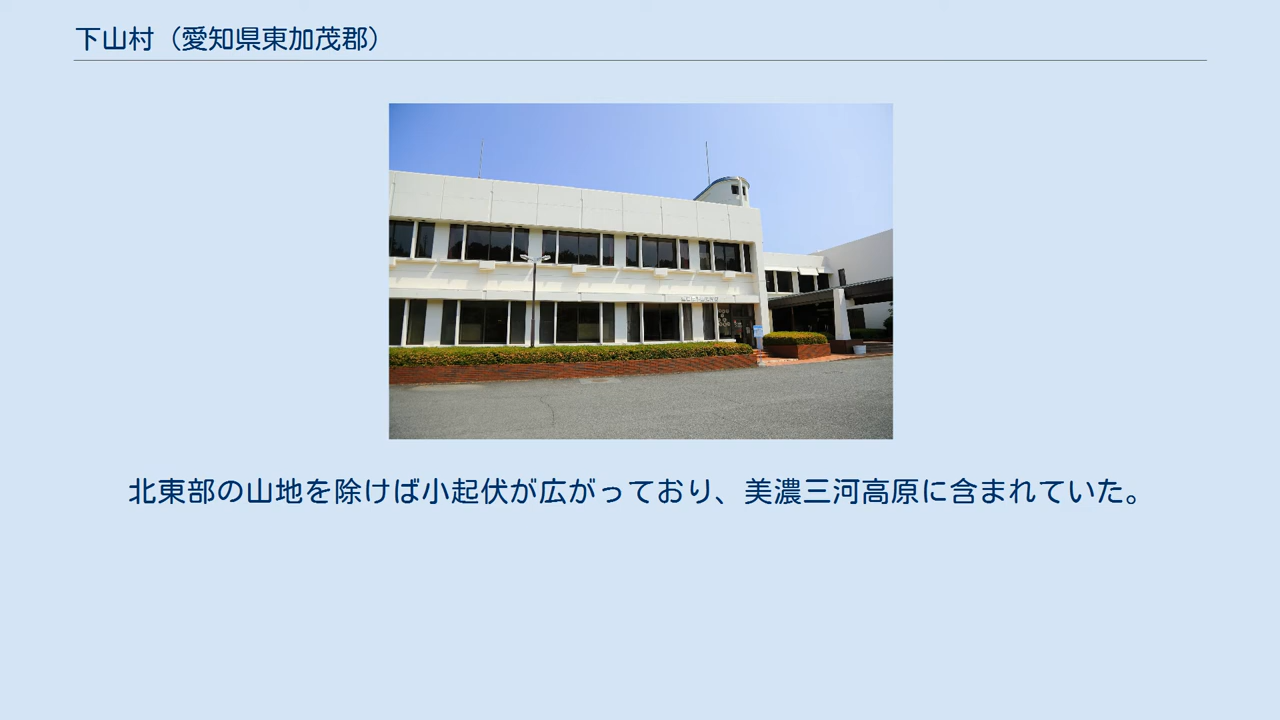 下山村（愛知県東加茂郡）
北東部の山地を除けば小起伏が広がっており、美濃三河高原に含まれていた。